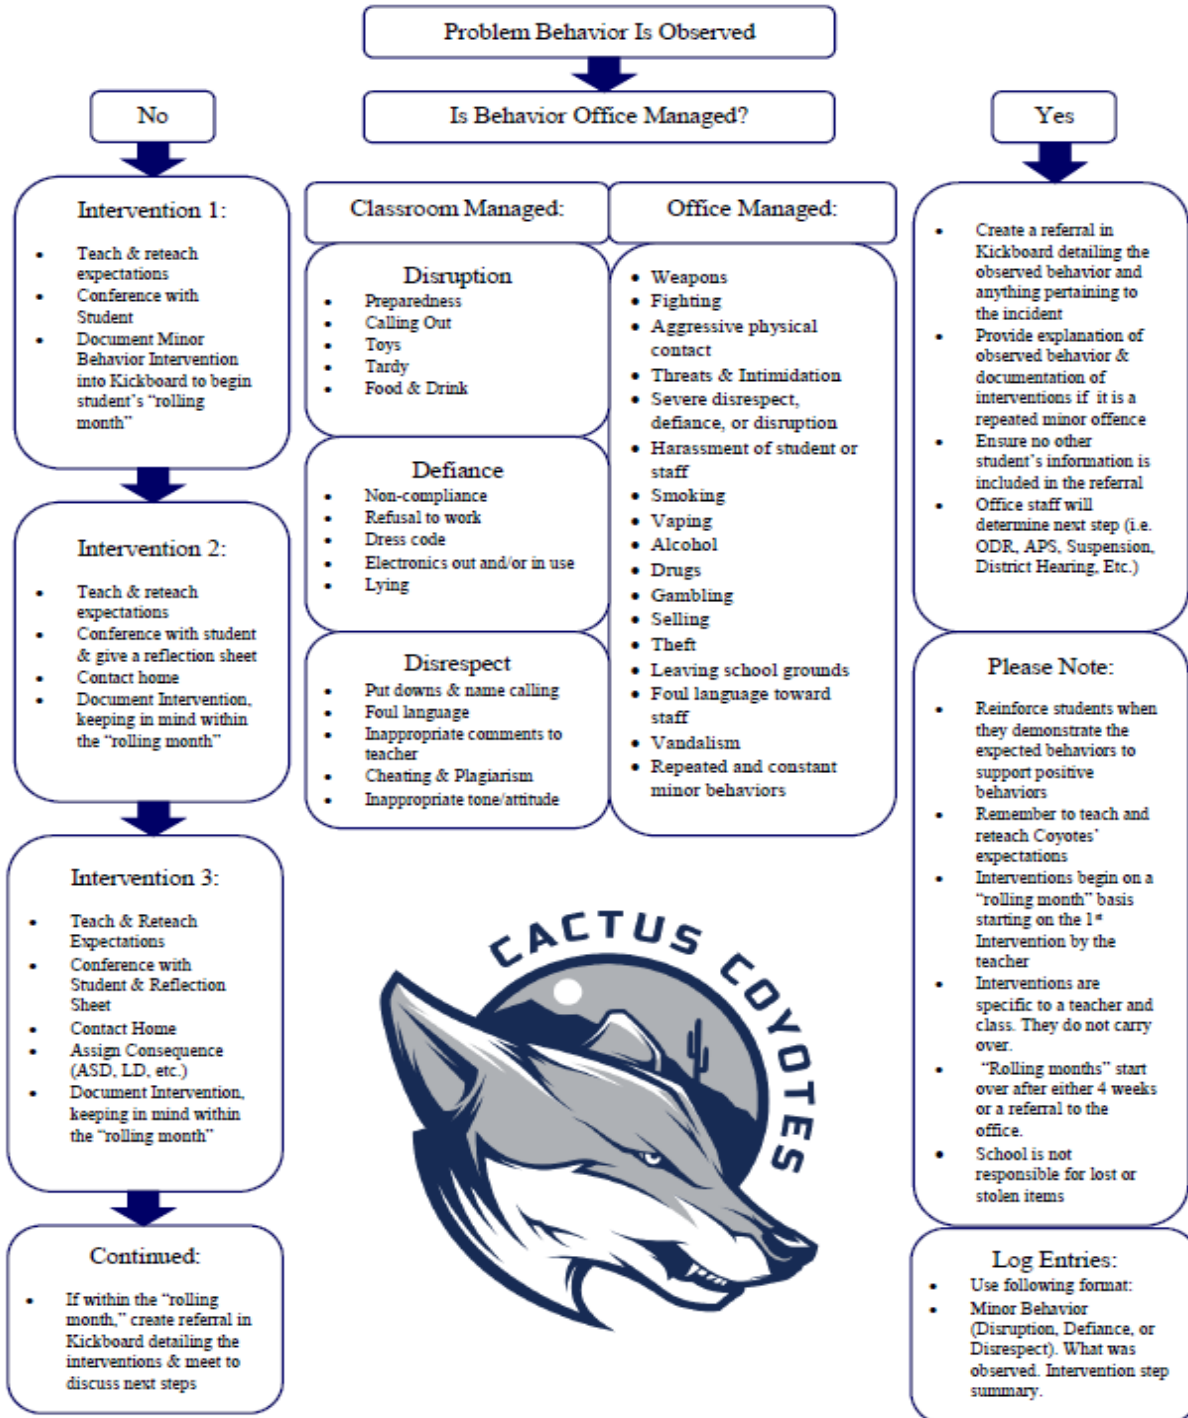 Problem Behavior Is Observed
Is Behavior Office Managed?
No
Intervention 1:
• Teach & reteach
expectations
• Conference with
Student
• Document Minor
Behavior Intervention
into Kickboard to begin
student's "rolling
month"
Intervention 2:
• Teach & reteach
expectations
• Conference with student
& give a reflection sheet
• Contact home
• Document Intervention,
keeping in mind within
the "rolling month"
Intervention 3:
• Teach & Reteach
Expectations
• Conference with
Student & Reflection
Sheet
• Contact Home
• Assign Consequence
(ASD, LD, etc.)
• Document Intervention,
keeping in mind within
the "rolling month"
Continued:
• If within the "rolling
month," create referral in
Kickboard detailing the
interventions & meet to
discuss next steps
Classroom Managed:
Disruption
• Preparedness
• Calling Out
• Toys
• Tardy
• Food & Drink
Defiance
• Non-compliance
• Refusal to work
• Dress code
• Electronics out and/or in use
• Lying
Disrespect
• Put downs & name calling
• Foul language
• Inappropriate comments to
teacher
• Cheating & Plagiarism
• Inappropriate tone/attitude
Office Managed:
• Weapons
• Fighting
• Aggressive physical
contact
• Threats & Intimidation
• Severe disrespect,
defiance, or disruption
• Harassment of student or
staff
• Smoking
• Vaping
• Alcohol
• Drugs
• Gambling
• Selling
• Theft
• Leaving school grounds
• Foul language toward
staff
• Vandalism
• Repeated and constant
minor behaviors
CACTUS COYOTES
Yes
• Create a referral in
Kickboard detailing the
observed behavior and
anything pertaining to
the incident
• Provide explanation of
observed behavior &
documentation of
interventions if it is a
repeated minor offence
• Ensure no other
student's information is
included in the referral
• Office staff will
determine next step (i.e.
ODR, APS, Suspension,
District Hearing, Etc.)
Please Note:
• Reinforce students when
they demonstrate the
expected behaviors to
support positive
behaviors
• Remember to teach and
reteach Coyotes'
expectations
• Interventions begin on a
"rolling month" basis
starting on the 1st
Intervention by the
teacher
• Interventions are
specific to a teacher and
class. They do not carry
over.
• "Rolling months" start
over after either 4 weeks
or a referral to the
office.
• School is not
responsible for lost or
stolen items
Log Entries:
• Use following format:
• Minor Behavior
(Disruption, Defiance, or
Disrespect). What was
observed. Intervention step
summary.